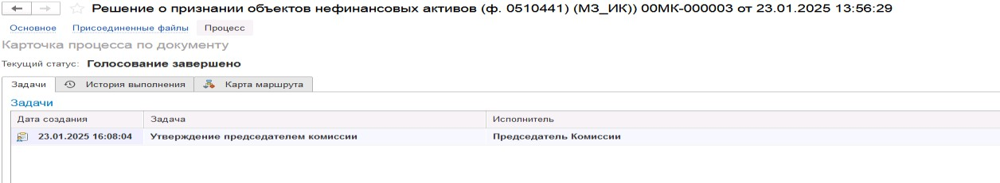 Решение о признании объектов нефинансовых активов (ф. 0510441) (МЗ_ИК)) 00МК-000003 от 23.01.2025 13:56:29
Основное Присоединенные файлы Процесс
Карточка процесса по документу
Текущий статус: Голосование завершено
Задачи История выполнения Карта маршрута
Задачи
Дата создания Задача Исполнитель
23.01.2025 16:08:04 Утверждение председателем комиссии Председатель Комиссии